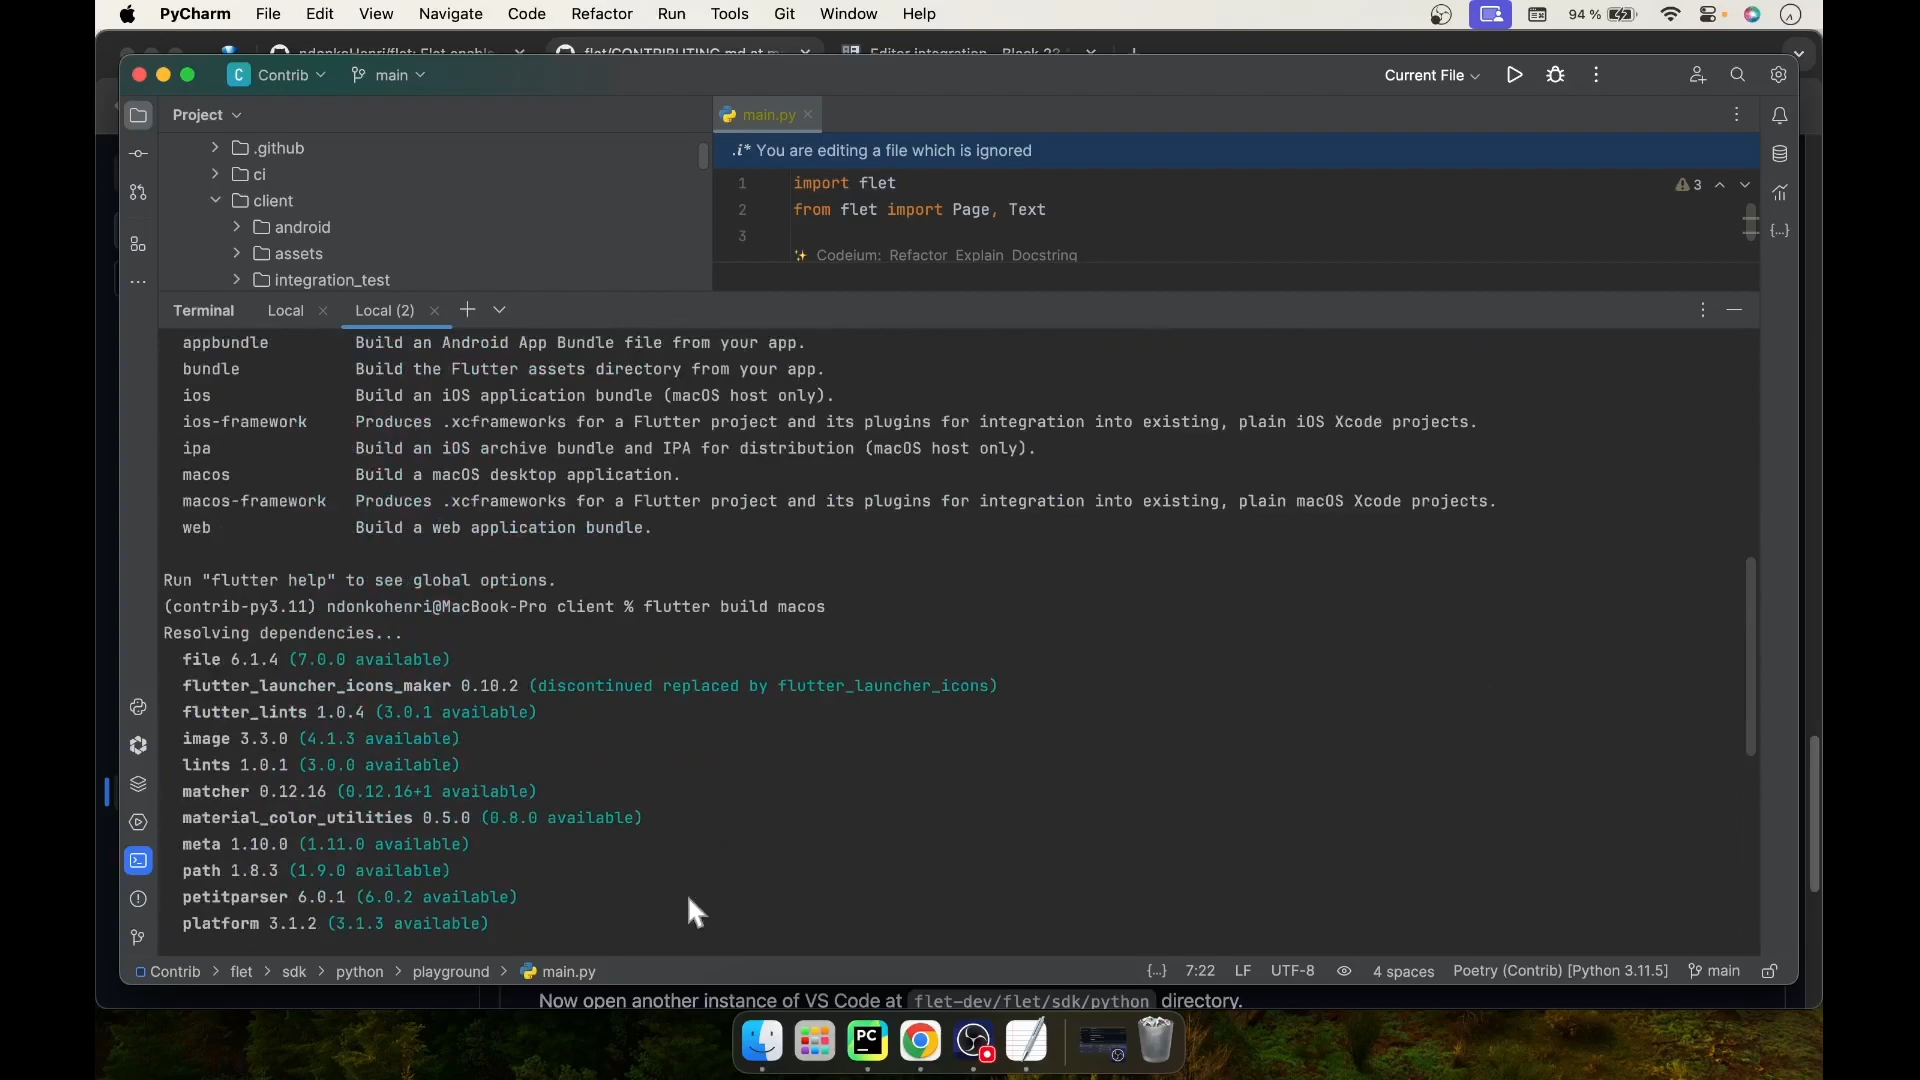 PyCharm File Edit View Navigate Code Refactor Run Tools Git Window Help 94 %
ndonkoHenri/flet: Flet enabl flet/CONTRIBUTING.md at m Editor integration
C Contrib main Current File
Project main.py
.i* You are editing a file which is ignored
.github
ci
client
android
assets
integration_test
1 import flet
3
2 from flet import Page, Text
3
Codeium: Refactor Explain Docstring
Terminal Local Local (2)
appbundle Build an Android App Bundle file from your app.
bundle Build the Flutter assets directory from your app.
ios Build an iOS application bundle (macOS host only).
ios-framework Produces .xcframeworks for a Flutter project and its plugins for integration into existing, plain iOS Xcode projects.
ipa Build an iOS archive bundle and IPA for distribution (macOS host only).
macos Build a macOS desktop application.
macos-framework Produces .xcframeworks for a Flutter project and its plugins for integration into existing, plain macOS Xcode projects.
web Build a web application bundle.
Run "flutter help" to see global options.
(contrib-py3.11) ndonkohenri@MacBook-Pro client % flutter build macos
Resolving dependencies...
file 6.1.4 (7.0.0 available)
flutter_launcher_icons_maker 0.10.2 (discontinued replaced by flutter_launcher_icons)
flutter_lints 1.0.4 (3.0.1 available)
image 3.3.0 (4.1.3 available)
lints 1.0.1 (3.0.0 available)
matcher 0.12.16 (0.12.16+1 available)
material_color_utilities 0.5.0 (0.8.0 available)
meta 1.10.0 (1.11.0 available)
path 1.8.3 (1.9.0 available)
petitparser 6.0.1 (6.0.2 available)
platform 3.1.2 (3.1.3 available)
Contrib > flet > sdk > python > playground > main.py {...} 7:22 LF UTF-8 4 spaces Poetry (Contrib) [Python 3.11.5] main
Now open another instance of VS Code at flet-dev/flet/sdk/python directory.
PC